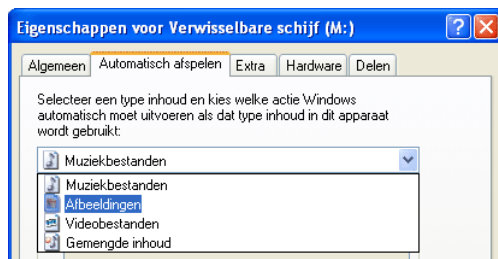 Eigenschappen voor Verwisselbare schijf (M:)
Algemeen Automatisch afspelen Extra Hardware Delen
Selecteer een type inhoud en kies welke actie Windows
automatisch moet uitvoeren als dat type inhoud in dit apparaat
wordt gebruikt:
Muziekbestanden
Muziekbestanden
Afbeeldingen
Videobestanden
Gemengde inhoud